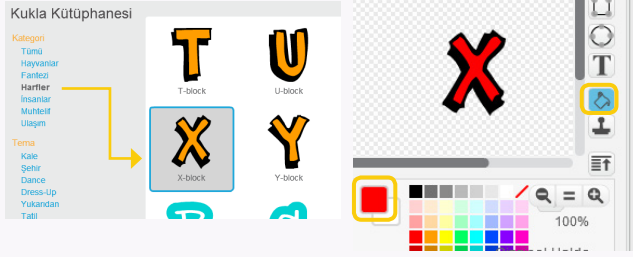 Kukla Kütüphanesi
Kategori
Tümü
Hayvanlar
Fantezi
Harfler
İnsanlar
Muhtelif
Ulaşım
Tema
Kale
Şehir
Dance
Dress-Up
Yukarıdan
Tatil
T
T-block
U
U-block
X
X-block
Y
Y-block
X
T
100%